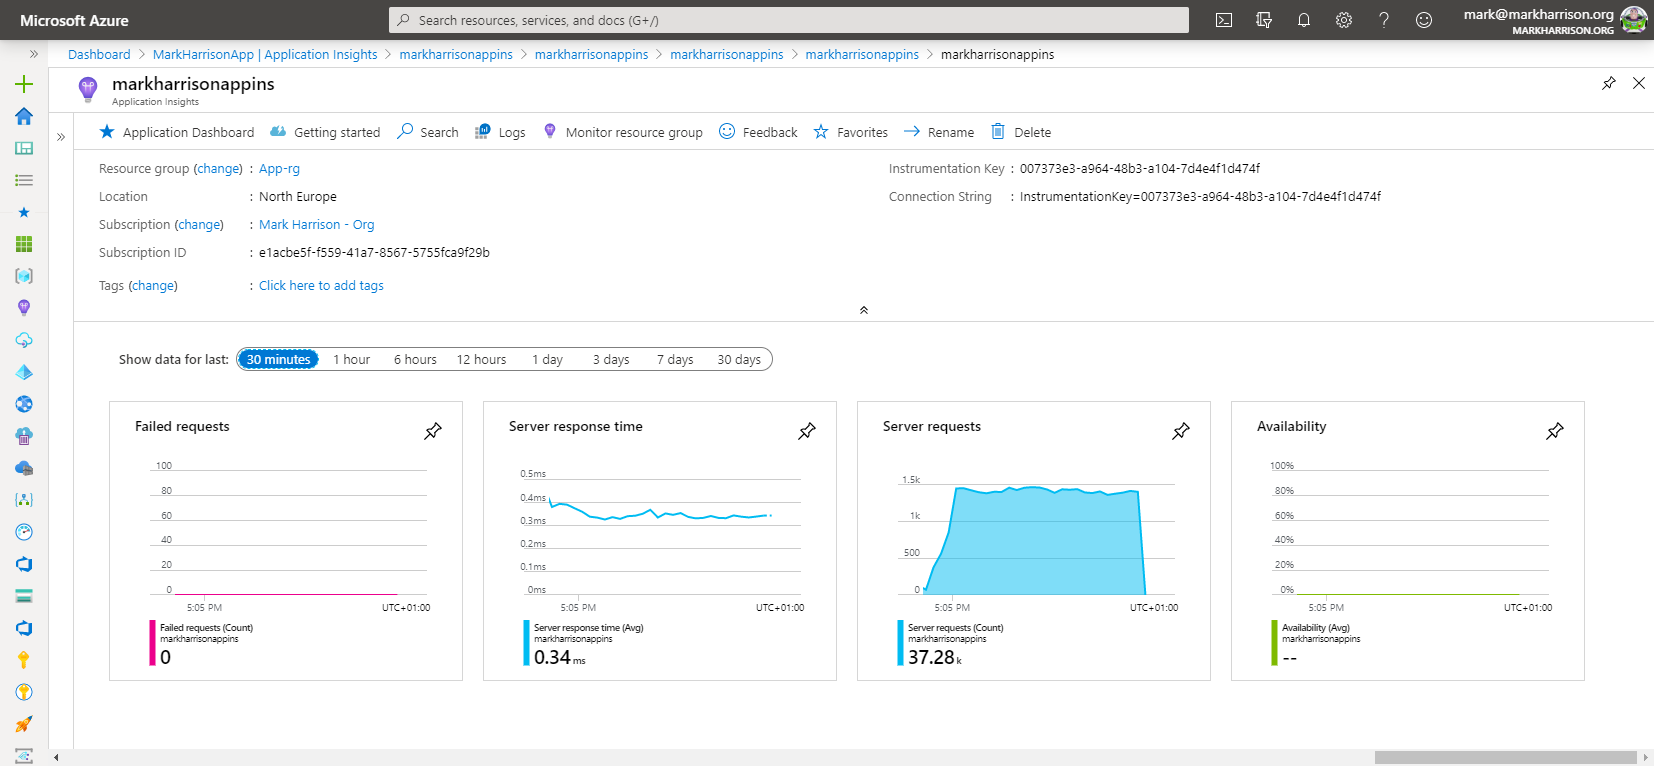 Microsoft Azure
Search resources, services, and docs (G+/)
mark@markharrison.org
MARKHARRISON.ORG
Dashboard > MarkHarrisonApp | Application Insights > markharrisonappins > markharrisonappins > markharrisonappins > markharrisonappins > markharrisonappins
markharrisonappins
Application Insights
Application Dashboard Getting started Search Logs Monitor resource group Feedback Favorites Rename Delete
Resource group (change) : App-rg
Location : North Europe
Subscription (change) : Mark Harrison - Org
Subscription ID : e1acbe5f-f559-41a7-8567-5755fca9f29b
Tags (change) : Click here to add tags
Instrumentation Key : 007373e3-a964-48b3-a104-7d4e4f1d474f
Connection String : InstrumentationKey=007373e3-a964-48b3-a104-7d4e4f1d474f
Show data for last: 30 minutes 1 hour 6 hours 12 hours 1 day 3 days 7 days 30 days
Failed requests
100
80
60
40
20
0
5:05 PM UTC+01:00
Failed requests (Count)
markharrisonappins
0
Server response time
0.5ms
0.4ms
0.3ms
0.2ms
0.1ms
0ms
5:05 PM UTC+01:00
Server response time (Avg)
markharrisonappins
0.34 ms
Server requests
1.5k
1k
500
0
5:05 PM UTC+01:00
Server requests (Count)
markharrisonappins
37.28 k
Availability
100%
80%
60%
40%
20%
0%
5:05 PM UTC+01:00
Availability (Avg)
markharrisonappins
--